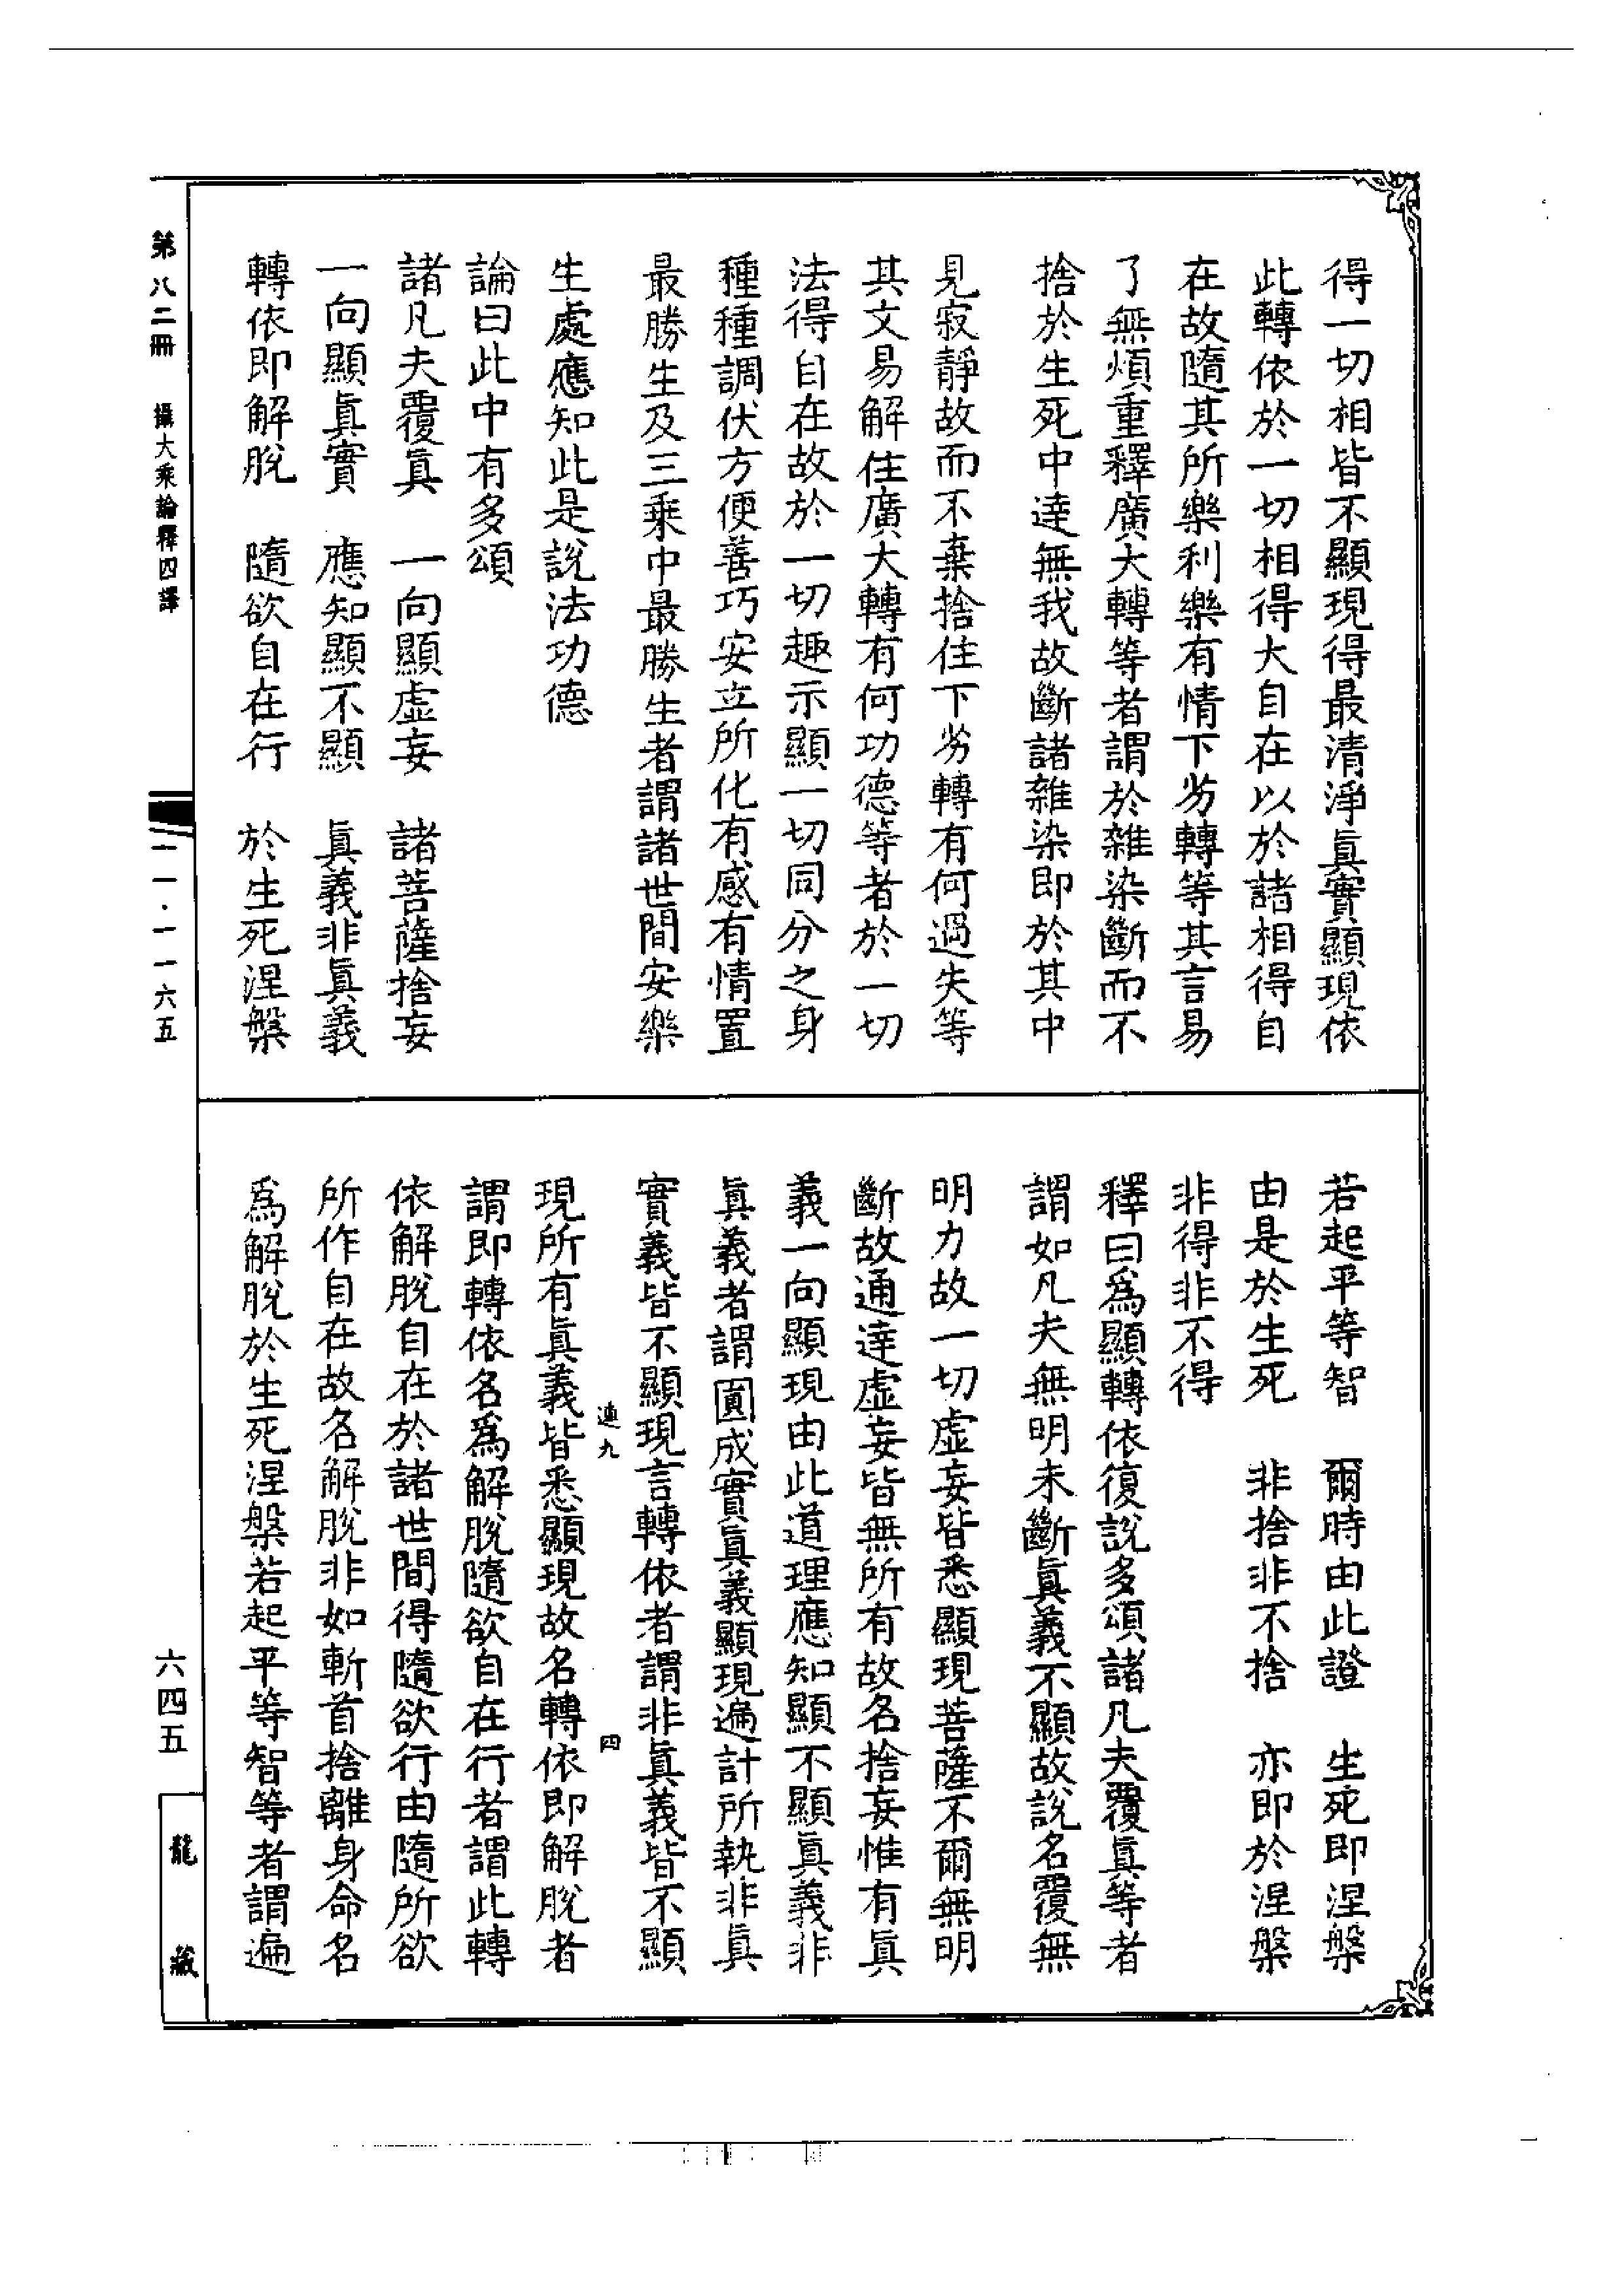 得一切相皆不顯現得最清淨眞實顯現依
此轉依於一切相得大自在以於諸相得自
在故隨其所樂利樂有情下劣轉等其言易
了無煩重釋廣大轉等者謂於雜染斷而不
捨於生死中達無我故斷諸雜染即於其中
見寂靜故而不棄捨住下劣轉有何過失等
其文易解住廣大轉有何功德等者於一切
法得自在故於一切趣示顯一切同分之身
種種調伏方便善巧安立所化有感有情置
最勝生及三乘中最勝生者謂諸世間安樂
生處應知此是說法功德
論曰此中有多頌
諸凡夫覆眞　一向顯虛妄　諸菩薩捨妄
一向顯眞實　應知顯不顯　眞義非眞義
轉依即解脫　隨欲自在行　於生死涅槃
若起平等智　爾時由此證　生死即涅槃
由是於生死　非捨非不捨　亦即於涅槃
非得非不得
釋曰爲顯轉依復說多頌諸凡夫覆眞等者
謂如凡夫無明未斷眞義不顯故說名覆無
明力故一切虛妄皆悉顯現菩薩不爾無明
斷故通達虛妄皆無所有故名捨妄惟有眞
義一向顯現由此道理應知顯不顯眞義非
眞義者謂圓成實眞義顯現遍計所執非眞
實義皆不顯現言轉依者謂非眞義皆不顯
連九　四
現所有眞義皆悉顯現故名轉依即解脫者
謂即轉依名爲解脫隨欲自在行者謂此轉
依解脫自在於諸世間得隨欲行由隨所欲
所作自在故名解脫非如斬首捨離身命名
爲解脫於生死涅槃若起平等智等者謂遍
第八二冊　攝大乘論釋四譯
一一·一一六五
六四五
龍藏